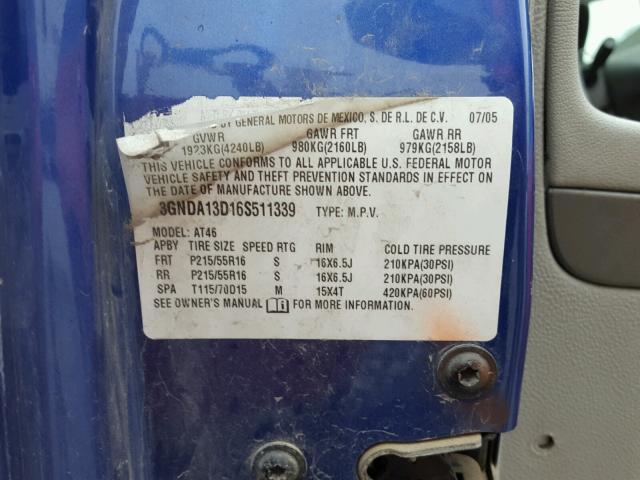 BY GENERAL MOTORS DE MEXICO, S. DE R.L. DE C.V. 07/05
GVWR GAWR FRT GAWR RR
1923KG(4240LB) 980KG(2160LB) 979KG(2158LB)
THIS VEHICLE CONFORMS TO ALL APPLICABLE U.S. FEDERAL MOTOR
VEHICLE SAFETY AND THEFT PREVENTION STANDARDS IN EFFECT ON
THE DATE OF MANUFACTURE SHOWN ABOVE.
3GNDA13D16S511339 TYPE: M.P.V.
MODEL: AT46
APBY TIRE SIZE SPEED RTG RIM COLD TIRE PRESSURE
FRT P215/55R16 S 16X6.5J 210KPA(30PSI)
RR P215/55R16 S 16X6.5J 210KPA(30PSI)
SPA T115/70D15 M 15X4T 420KPA(60PSI)
SEE OWNER'S MANUAL FOR MORE INFORMATION.